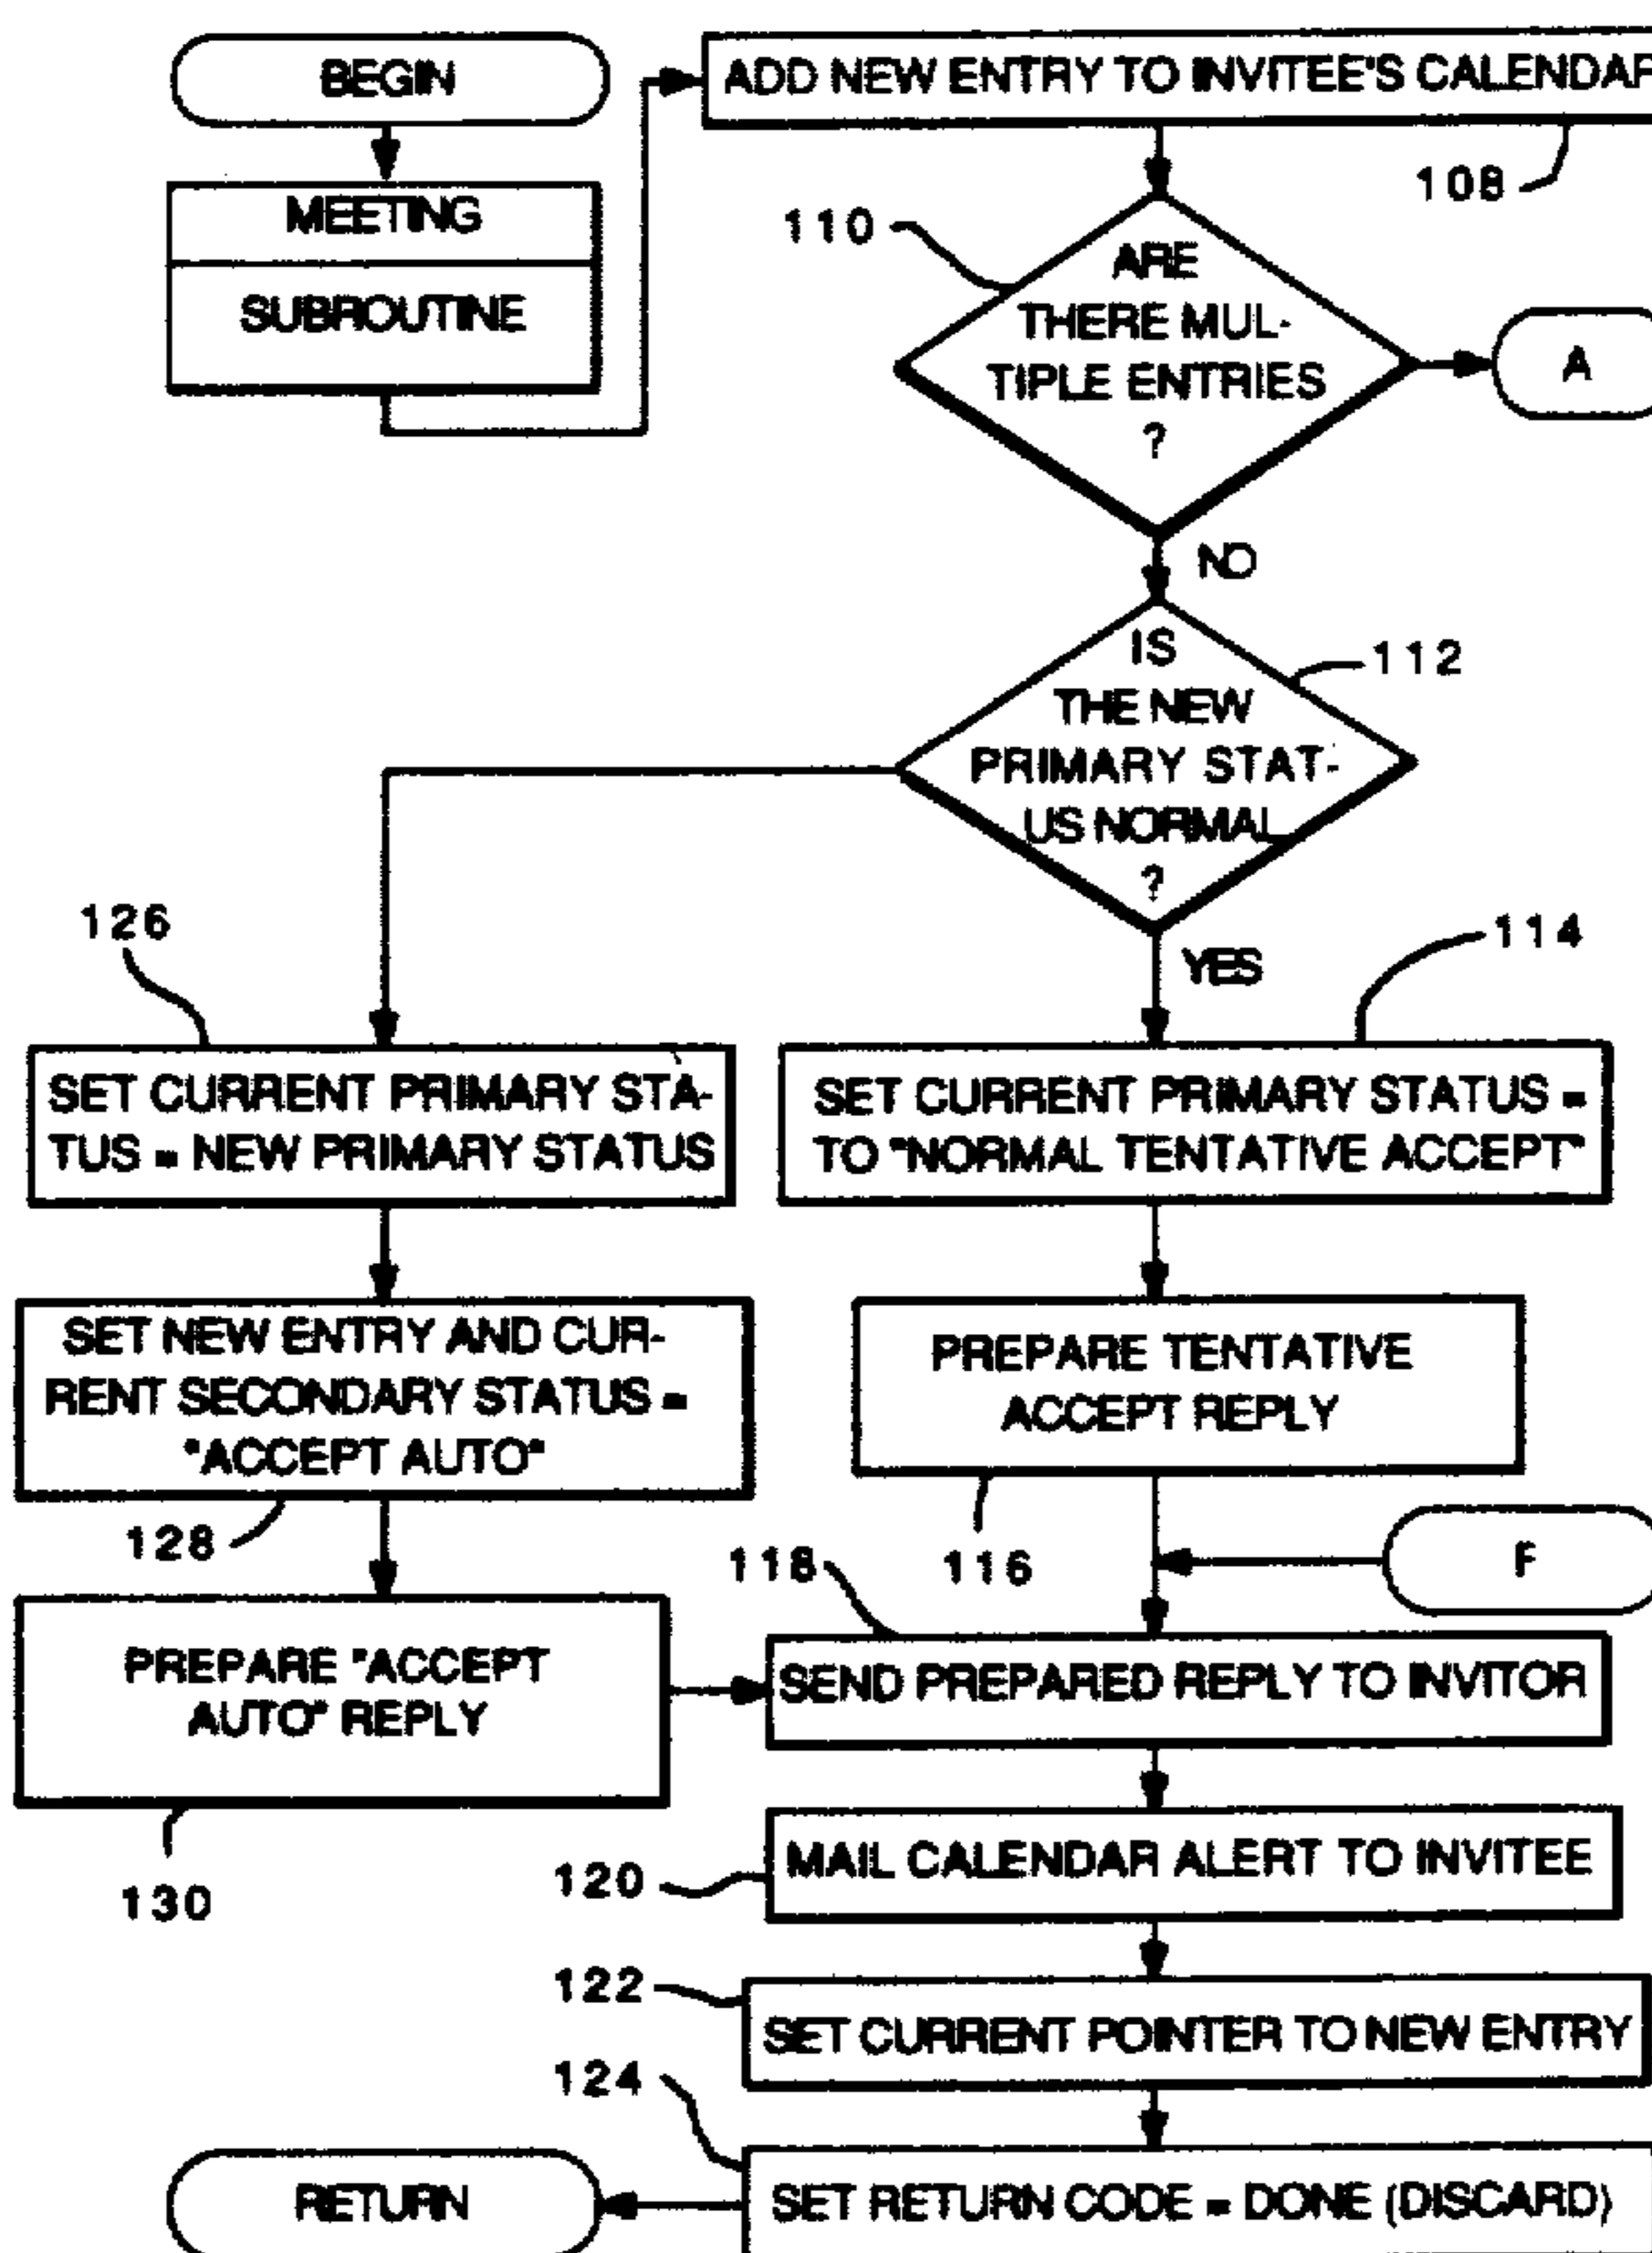 BEGIN
MEETING
SUBROUTINE
ADD NEW ENTRY TO INVITEE'S CALENDAR
108
110
ARE
THERE MUL-
TIPLE ENTRIES
?
A
NO
IS
THE NEW
PRIMARY STAT-
US NORMAL
?
112
YES
126
114
SET CURRENT PRIMARY STA-
TUS = NEW PRIMARY STATUS
SET CURRENT PRIMARY STATUS =
TO "NORMAL TENTATIVE ACCEPT"
SET NEW ENTRY AND CUR-
RENT SECONDARY STATUS =
"ACCEPT AUTO"
128
PREPARE TENTATIVE
ACCEPT REPLY
116
F
118
PREPARE "ACCEPT
AUTO" REPLY
130
SEND PREPARED REPLY TO INVITOR
MAIL CALENDAR ALERT TO INVITEE
120
122
SET CURRENT POINTER TO NEW ENTRY
124
SET RETURN CODE = DONE (DISCARD)
RETURN